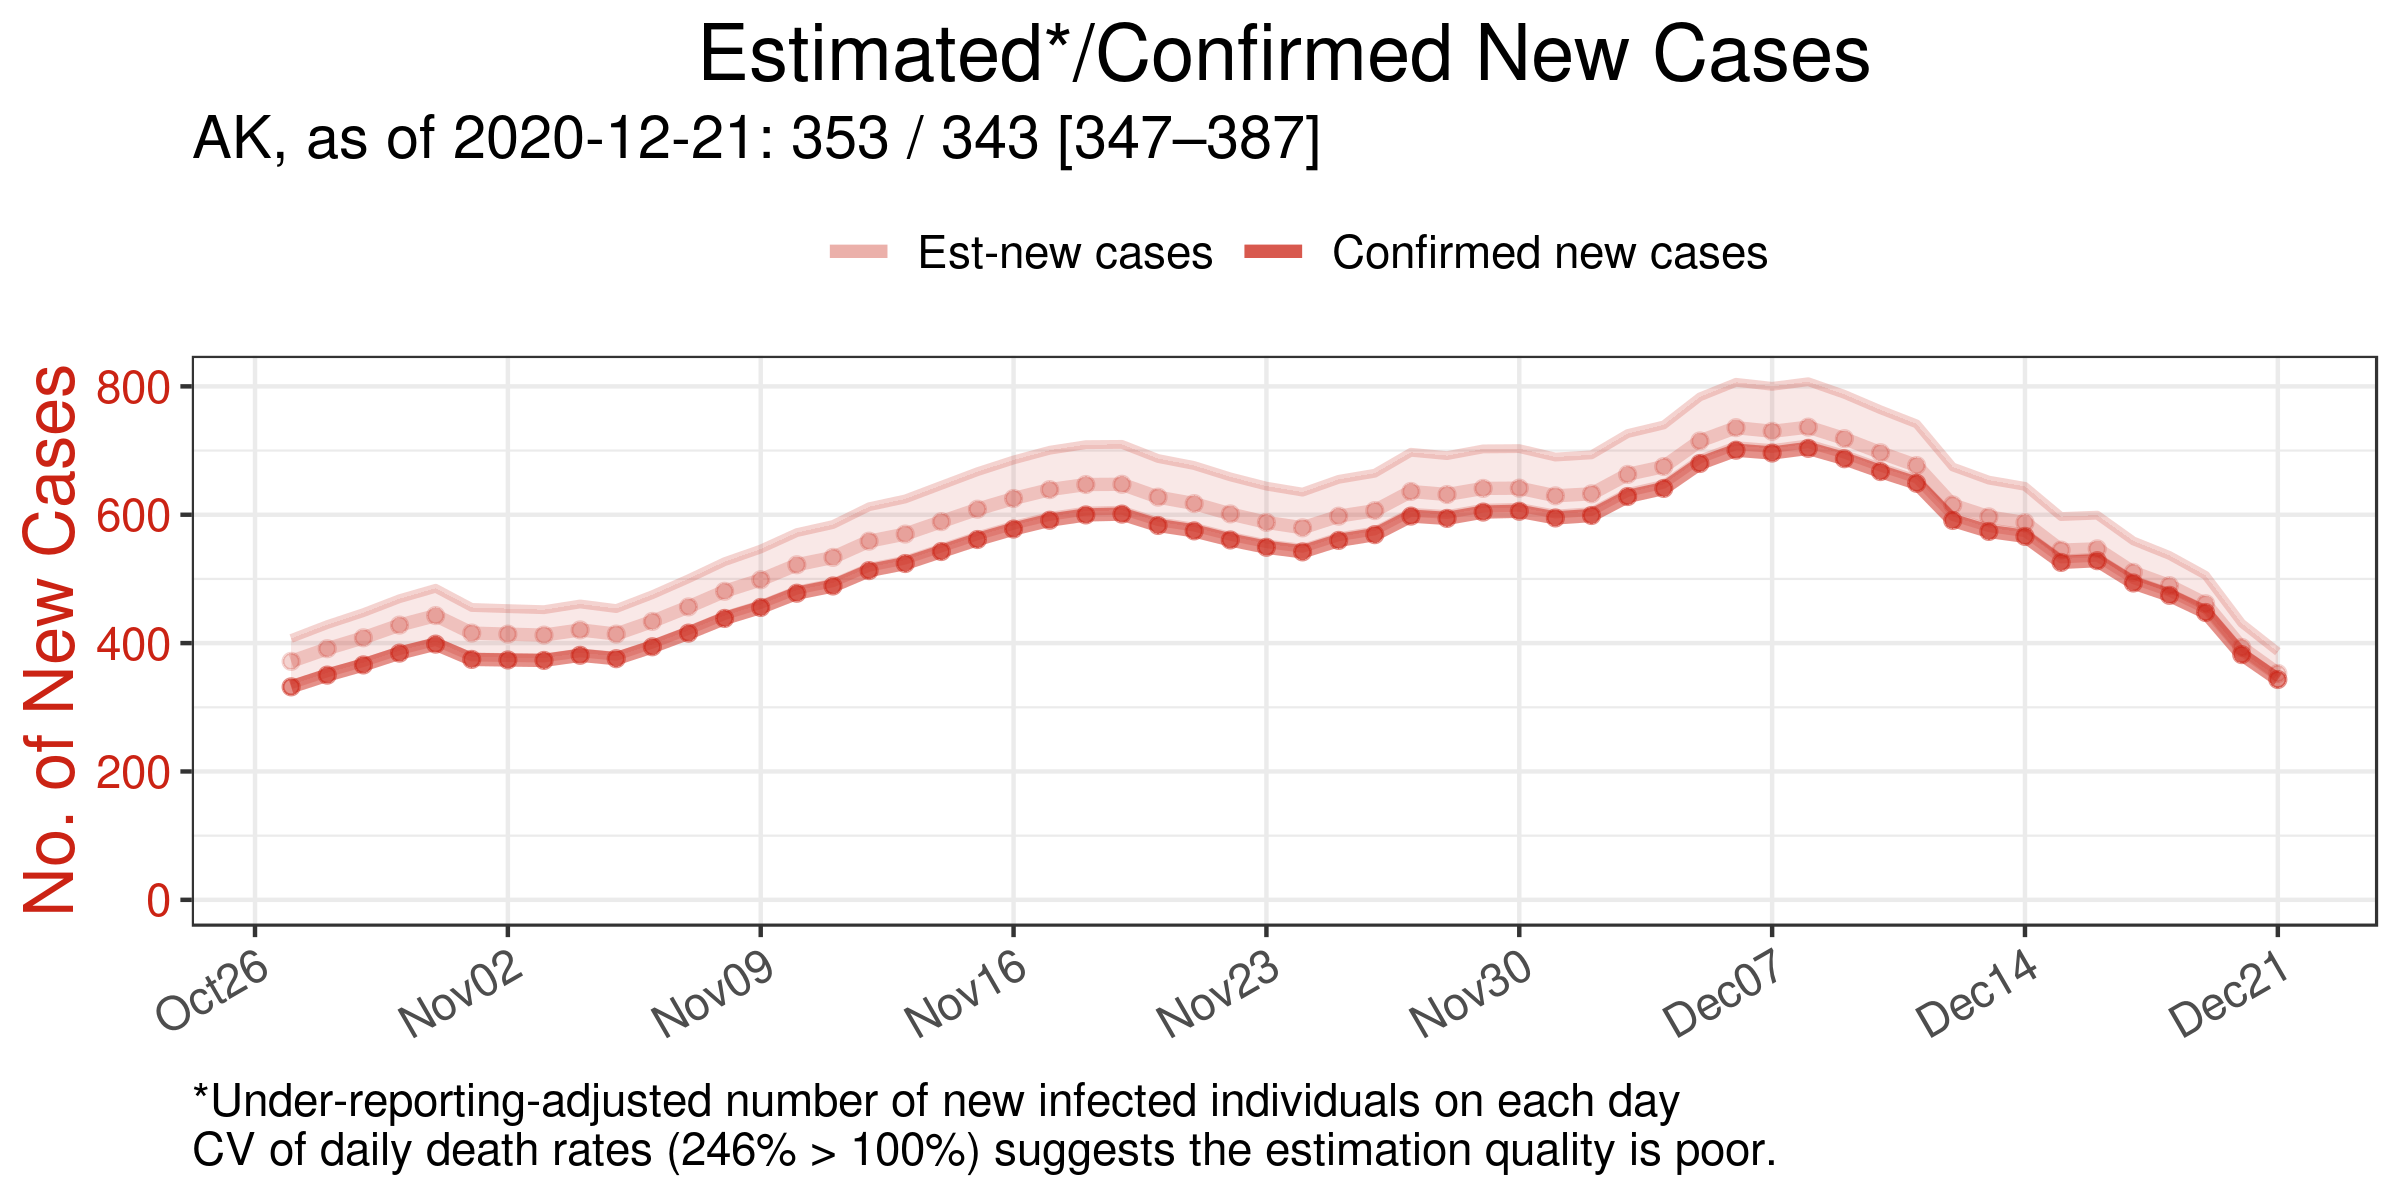 Estimated*/Confirmed New Cases
AK, as of 2020-12-21: 353 / 343 [347–387]
Est-new cases Confirmed new cases
No. of New Cases
800
600
400
200
0
Oct26 Nov02 Nov09 Nov16 Nov23 Nov30 Dec07 Dec14 Dec21
*Under-reporting-adjusted number of new infected individuals on each day
CV of daily death rates (246% > 100%) suggests the estimation quality is poor.